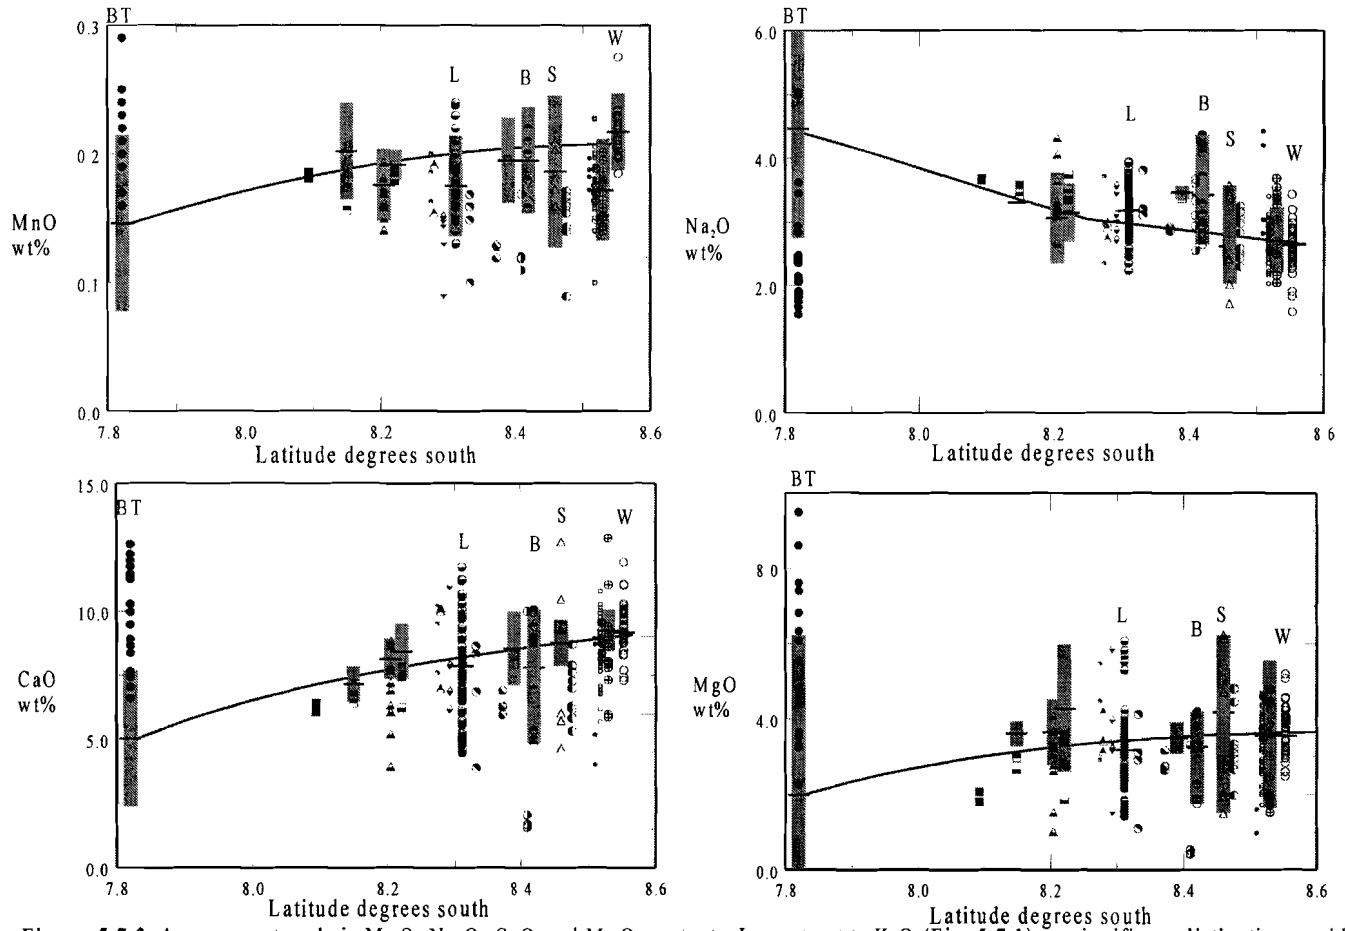 BT
0.3
W
L
B
S
0.2
MnO
wt%
0.1
0.0
7.8
8.0
8.2
8.4
8.6
Latitude degrees south
BT
6.0
B
L
S
W
4.0
Na₂O
wt%
2.0
0.0
7.8
8.0
8.2
8.4
8 6
Latitude degrees south
15.0
BT
S
W
L
B
10.0
CaO
wt%
5.0
0.0
7.8
8.0
8.2
8 4
8.6
Latitude degrees south
BT
8.0
L
B
S
W
MgO
wt%
4.0
0.0
7.8
8.0
8.2
8.4
8.6
Latitude degrees south